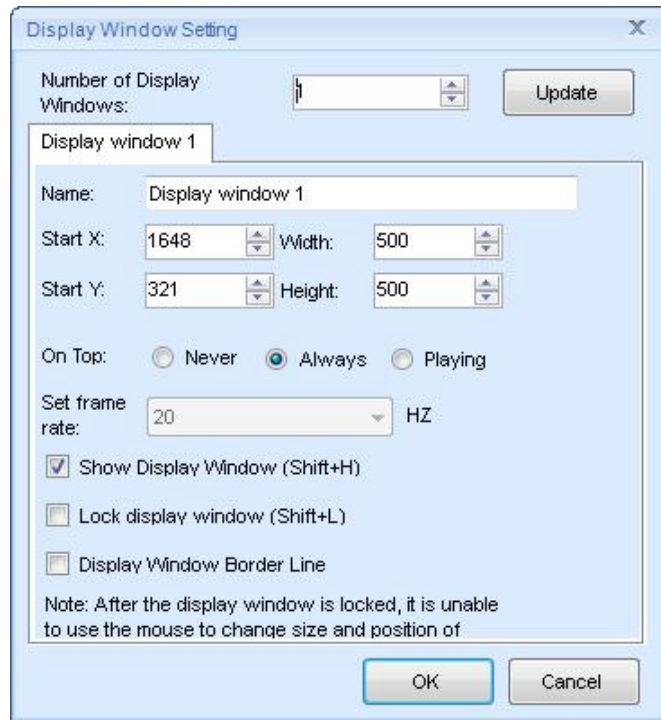 Display Window Setting
Number of Display
Windows:
1
Update
Display window 1
Name: Display window 1
Start X: 1648 Width: 500
Start Y: 321 Height: 500
On Top: Never Always Playing
Set frame
rate: 20 HZ
Show Display Window (Shift+H)
Lock display window (Shift+L)
Display Window Border Line
Note: After the display window is locked, it is unable
to use the mouse to change size and position of
OK Cancel